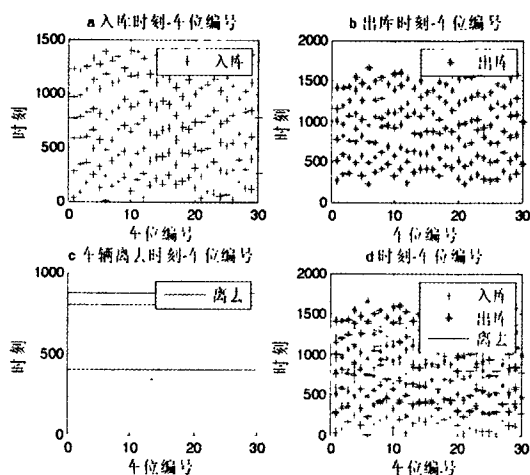 a 入库时刻-车位编号
1500
1000
500
0
0 10 20 30
时刻
车位编号
入库
b 出库时刻-车位编号
2000
1500
1000
500
0
0 10 20 30
时刻
车位编号
出库
c 车辆离去时刻-车位编号
1000
500
0
0 10 20 30
时刻
车位编号
离去
d 时刻-车位编号
2000
1500
1000
500
0
0 10 20 30
时刻
车位编号
入库
出库
离去